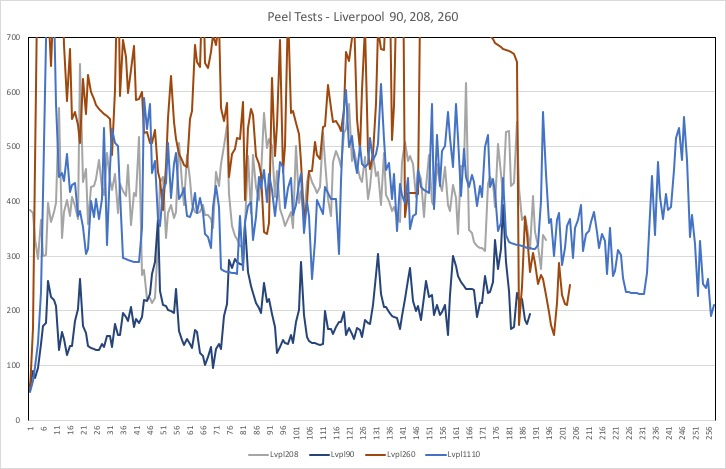 Peel Tests - Liverpool 90, 208, 260
700
600
500
400
300
200
100
0
1 6 11 16 21 26 31 36 41 46 51 56 61 66 71 76 81 86 91 96 101 106 111 116 121 126 131 136 141 146 151 156 161 166 171 176 181 186 191 196 201 206 211 216 221 226 231 236 241 246 251 256
Lvpl208 Lvpl90 Lvpl260 Lvpl1110